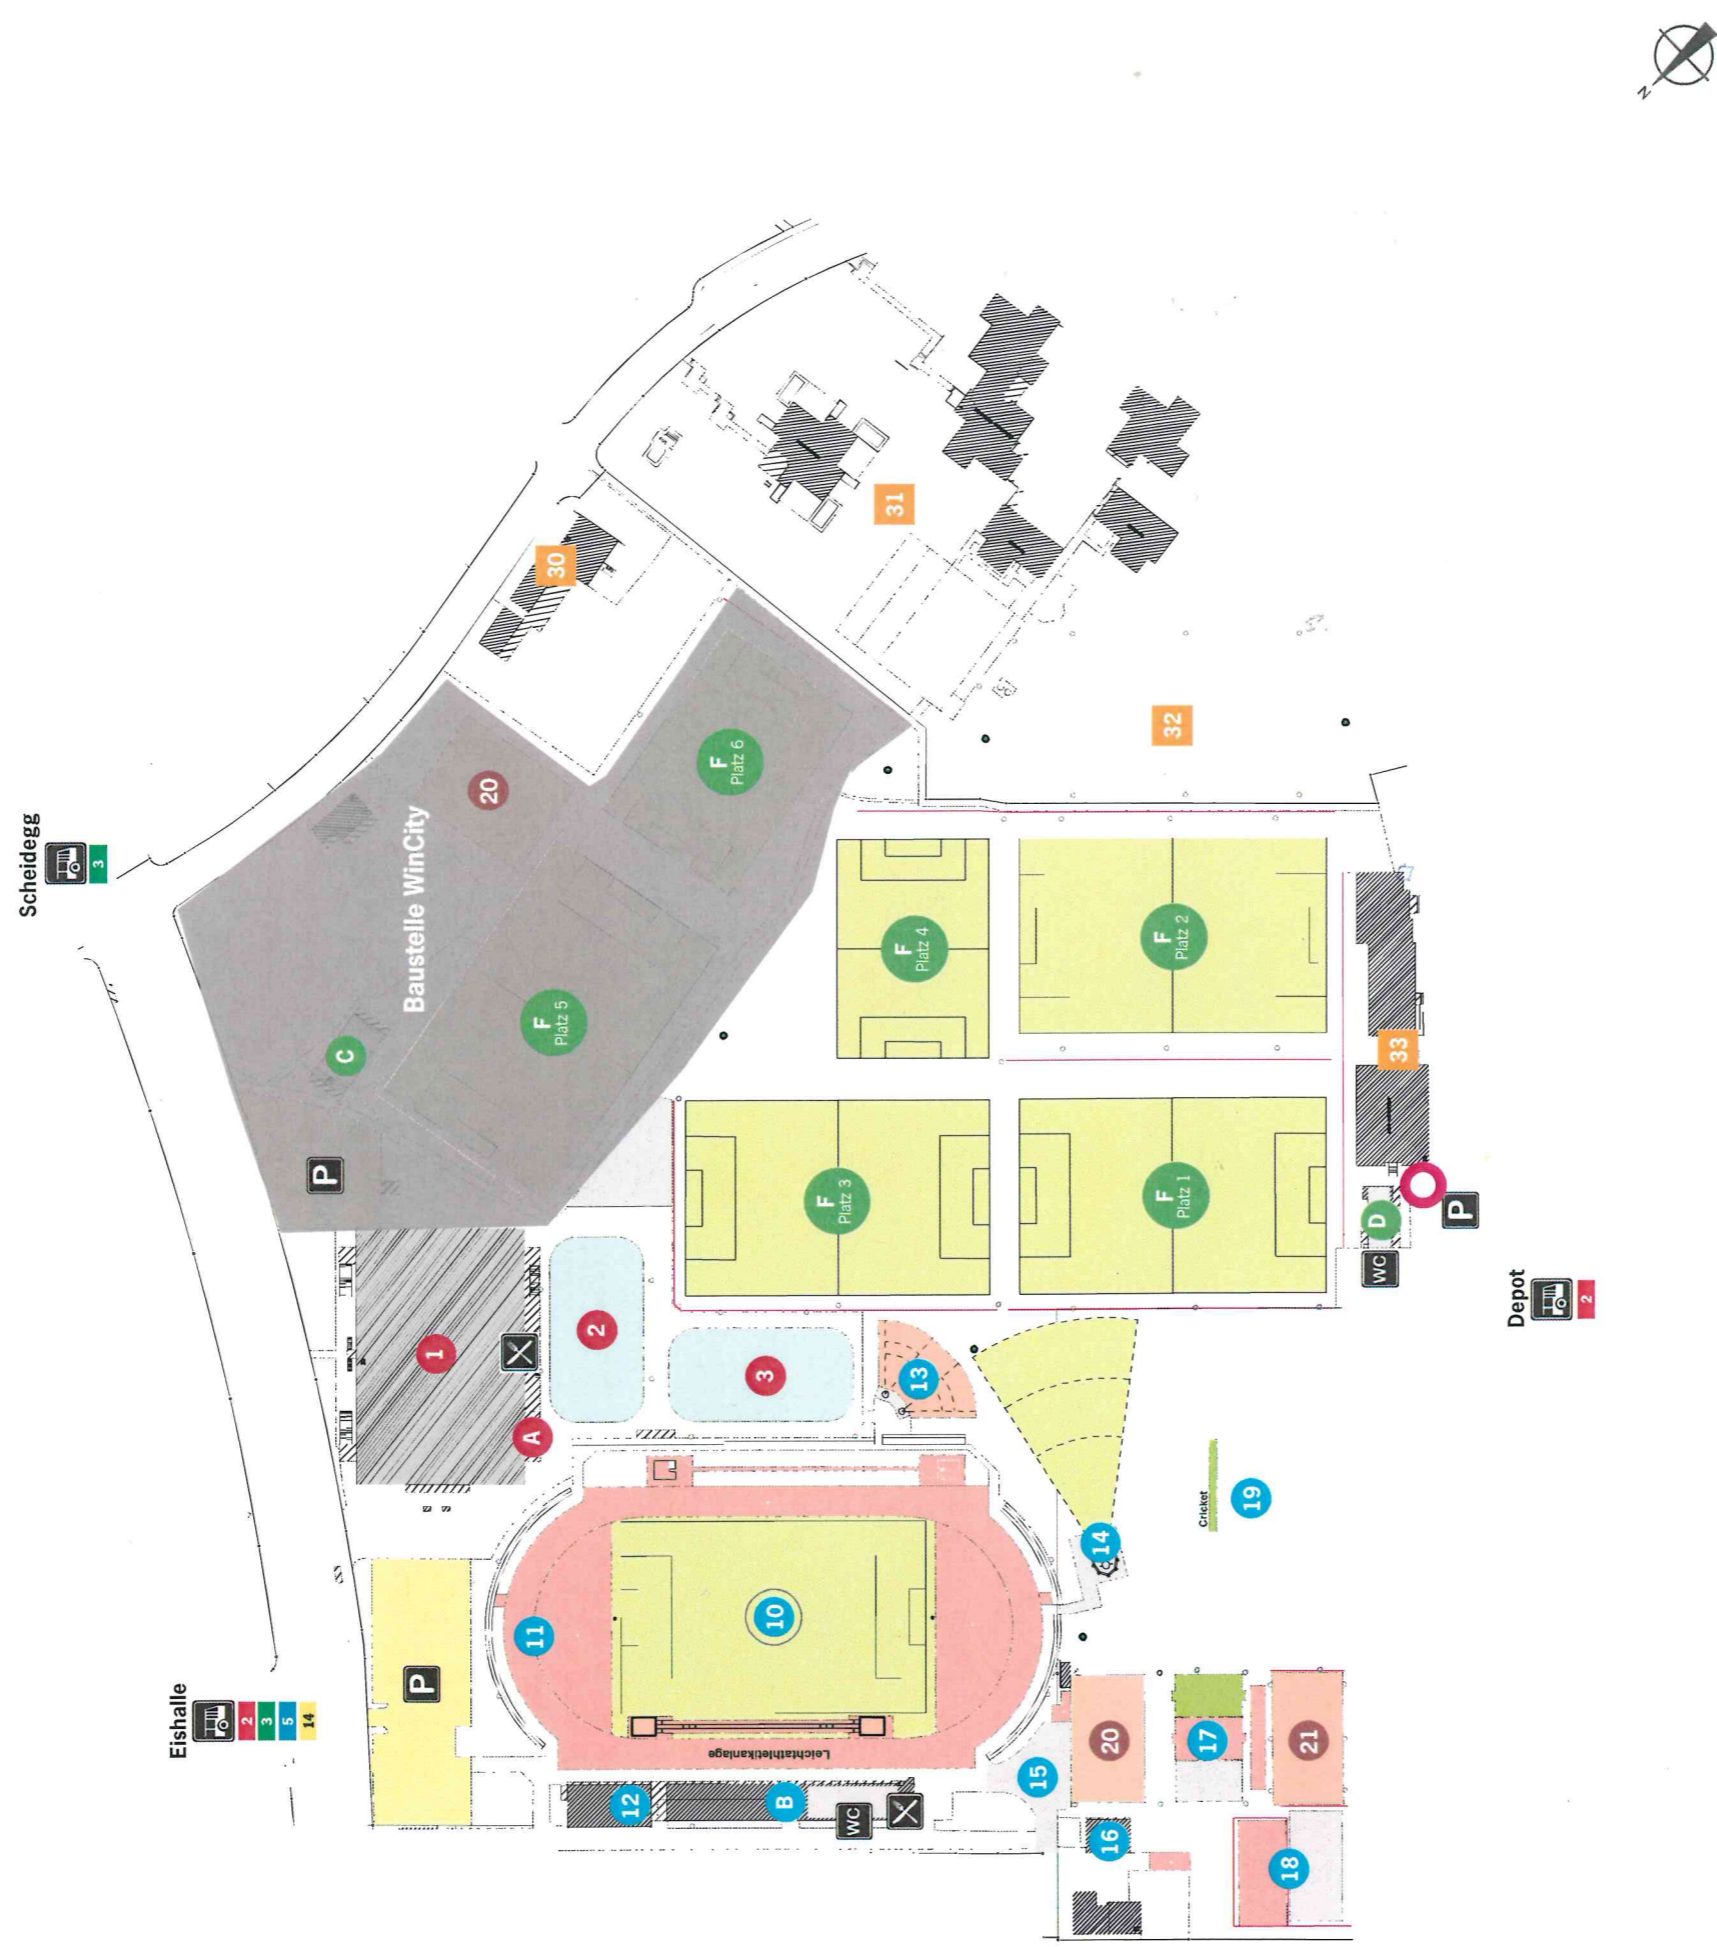 N
Scheidegg
3
30
31
32
20
F
Platz 6
Baustelle WinCity
C
F
Platz 5
F
Platz 4
F
Platz 2
33
P
F
Platz 3
F
Platz 1
D
P
WC
Depot
2
1
2
3
A
13
14
Cricket
19
Eishalle
2
3
5
14
P
11
10
Leichtathletikanlage
12
B
WC
15
20
17
21
16
18